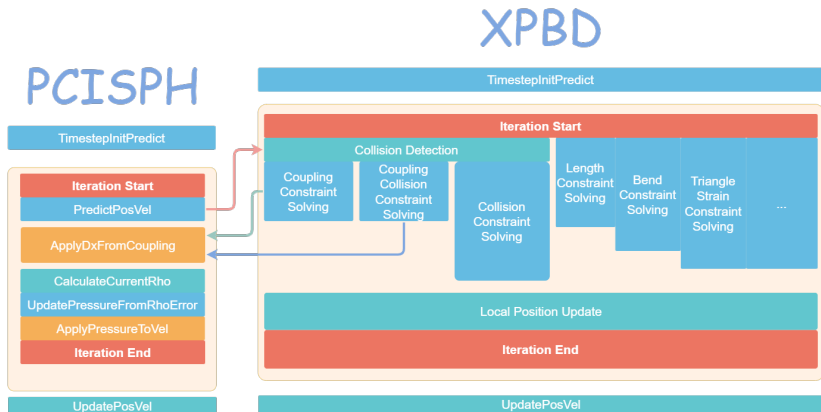 XPBD
PCISPH
TimestepInitPredict
TimestepInitPredict
Iteration Start
PredictPosVel
ApplyDxFromCoupling
CalculateCurrentRho
UpdatePressureFromRhoError
ApplyPressureToVel
Iteration End
UpdatePosVel
Iteration Start
Collision Detection
Coupling
Constraint
Solving
Coupling
Collision
Constraint
Solving
Collision
Constraint
Solving
Length
Constraint
Solving
Bend
Constraint
Solving
Triangle
Strain
Constraint
Solving
...
Local Position Update
Iteration End
UpdatePosVel